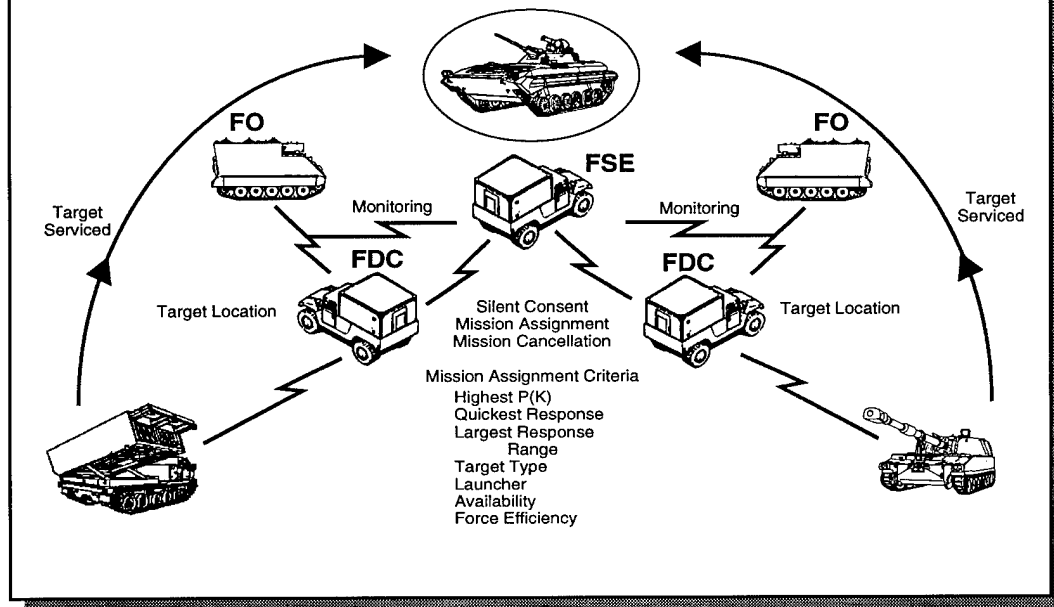 FO
FO
FSE
Monitoring
Monitoring
Target
Serviced
Target
Serviced
FDC
FDC
Target Location
Target Location
Silent Consent
Mission Assignment
Mission Cancellation
Mission Assignment Criteria
Highest P(K)
Quickest Response
Largest Response
Range
Target Type
Launcher
Availability
Force Efficiency